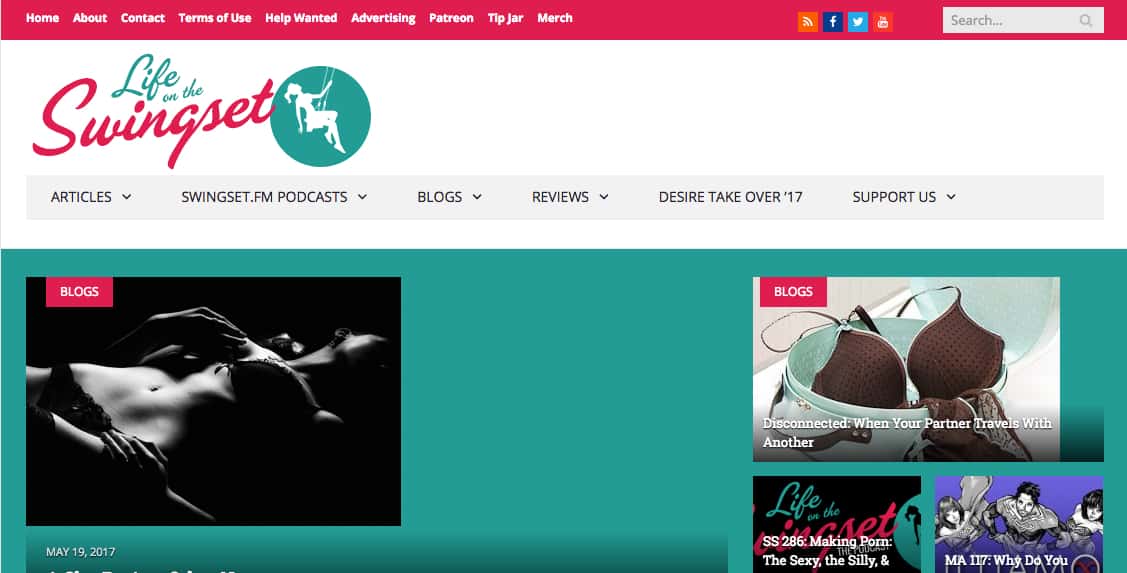 Home About Contact Terms of Use Help Wanted Advertising Patreon Tip Jar Merch
Search...
Life
on the
Swingset
ARTICLES SWINGSET.FM PODCASTS BLOGS REVIEWS DESIRE TAKE OVER '17 SUPPORT US
BLOGS
MAY 19, 2017
BLOGS
Disconnected: When Your Partner Travels With
Another
Life
on the
Swingset
THE PODCAST
SS 286: Making Porn:
The Sexy, the Silly, &
MA 117: Why Do You